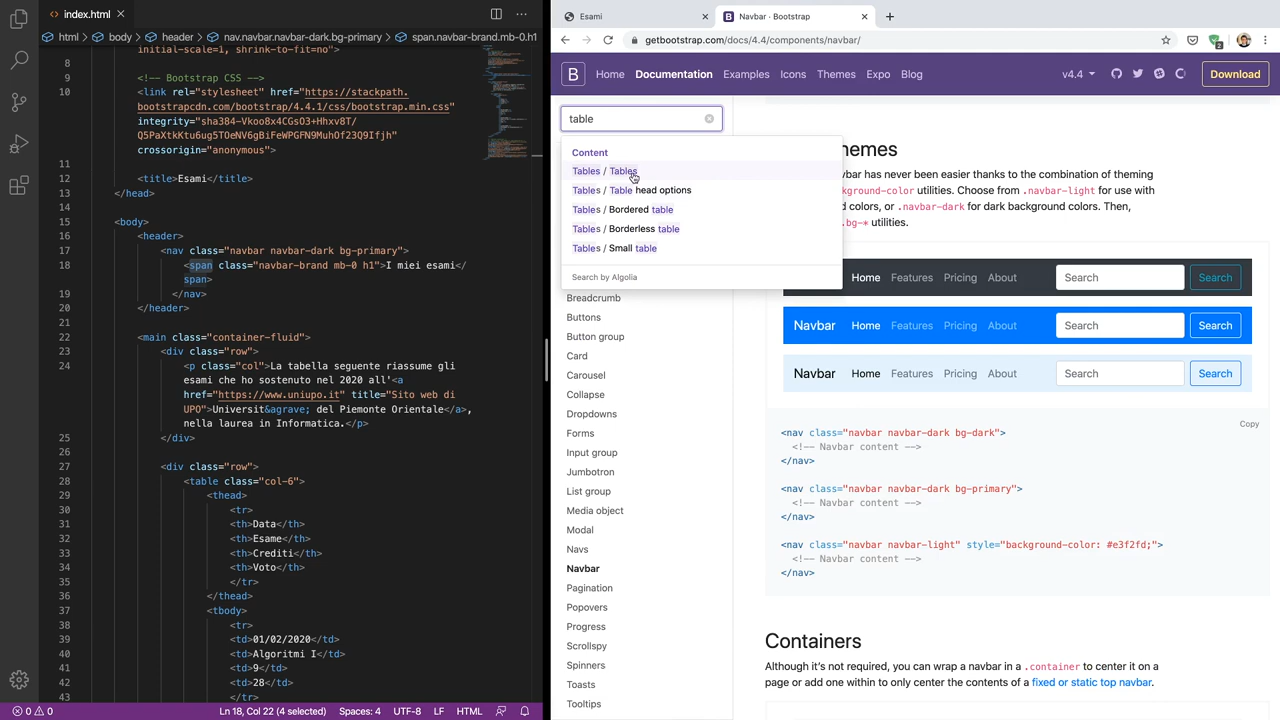 index.html
html > body > header > nav.navbar.navbar-dark.bg-primary > span.navbar-brand.mb-0.h1
initial-scale=1, shrink-to-fit=no">
8
9 <!-- Bootstrap CSS -->
10 <link rel="stylesheet" href="https://stackpath.
bootstrapcdn.com/bootstrap/4.4.1/css/bootstrap.min.css"
integrity="sha384-Vkoo8x4CGsO3+Hhxv8T/
Q5PaXtkKtu6ug5TOeNV6gBiFeWPGFN9MuhOf23Q9Ifjh"
crossorigin="anonymous">
11
12 <title>Esami</title>
13 </head>
14
15 <body>
16 <header>
17 <nav class="navbar navbar-dark bg-primary">
18 <span class="navbar-brand mb-0 h1">I miei esami</
span>
19 </nav>
20 </header>
21
22 <main class="container-fluid">
23 <div class="row">
24 <p class="col">La tabella seguente riassume gli
esami che ho sostenuto nel 2020 all'<a
href="https://www.uniupo.it" title="Sito web di
UPO">Universit&agrave; del Piemonte Orientale</a>,
nella laurea in Informatica.</p>
25 </div>
26
27 <div class="row">
28 <table class="col-6">
29 <thead>
30 <tr>
31 <th>Data</th>
32 <th>Esame</th>
33 <th>Crediti</th>
34 <th>Voto</th>
35 </tr>
36 </thead>
37 <tbody>
38 <tr>
39 <td>01/02/2020</td>
40 <td>Algoritmi I</td>
41 <td>9</td>
42 <td>28</td>
43 </tr>
0 0 Ln 18, Col 22 (4 selected) Spaces: 4 UTF-8 LF HTML
Esami
Navbar · Bootstrap
getbootstrap.com/docs/4.4/components/navbar/
2
B Home Documentation Examples Icons Themes Expo Blog v4.4 Download
table
Content
Tables / Tables
Tables / Table head options
Tables / Bordered table
Tables / Borderless table
Tables / Small table
Search by Algolia
Breadcrumb
Buttons
Button group
Card
Carousel
Collapse
Dropdowns
Forms
Input group
Jumbotron
List group
Media object
Modal
Navs
Navbar
Pagination
Popovers
Progress
Scrollspy
Spinners
Toasts
Tooltips
hemes
vbar has never been easier thanks to the combination of theming
kground-color utilities. Choose from .navbar-light for use with
d colors, or .navbar-dark for dark background colors. Then,
.bg-* utilities.
Home Features Pricing About Search Search
Navbar Home Features Pricing About Search Search
Navbar Home Features Pricing About Search Search
Copy
<nav class="navbar navbar-dark bg-dark">
<!-- Navbar content -->
</nav>
<nav class="navbar navbar-dark bg-primary">
<!-- Navbar content -->
</nav>
<nav class="navbar navbar-light" style="background-color: #e3f2fd;">
<!-- Navbar content -->
</nav>
Containers
Although it's not required, you can wrap a navbar in a .container to center it on a
page or add one within to only center the contents of a fixed or static top navbar.